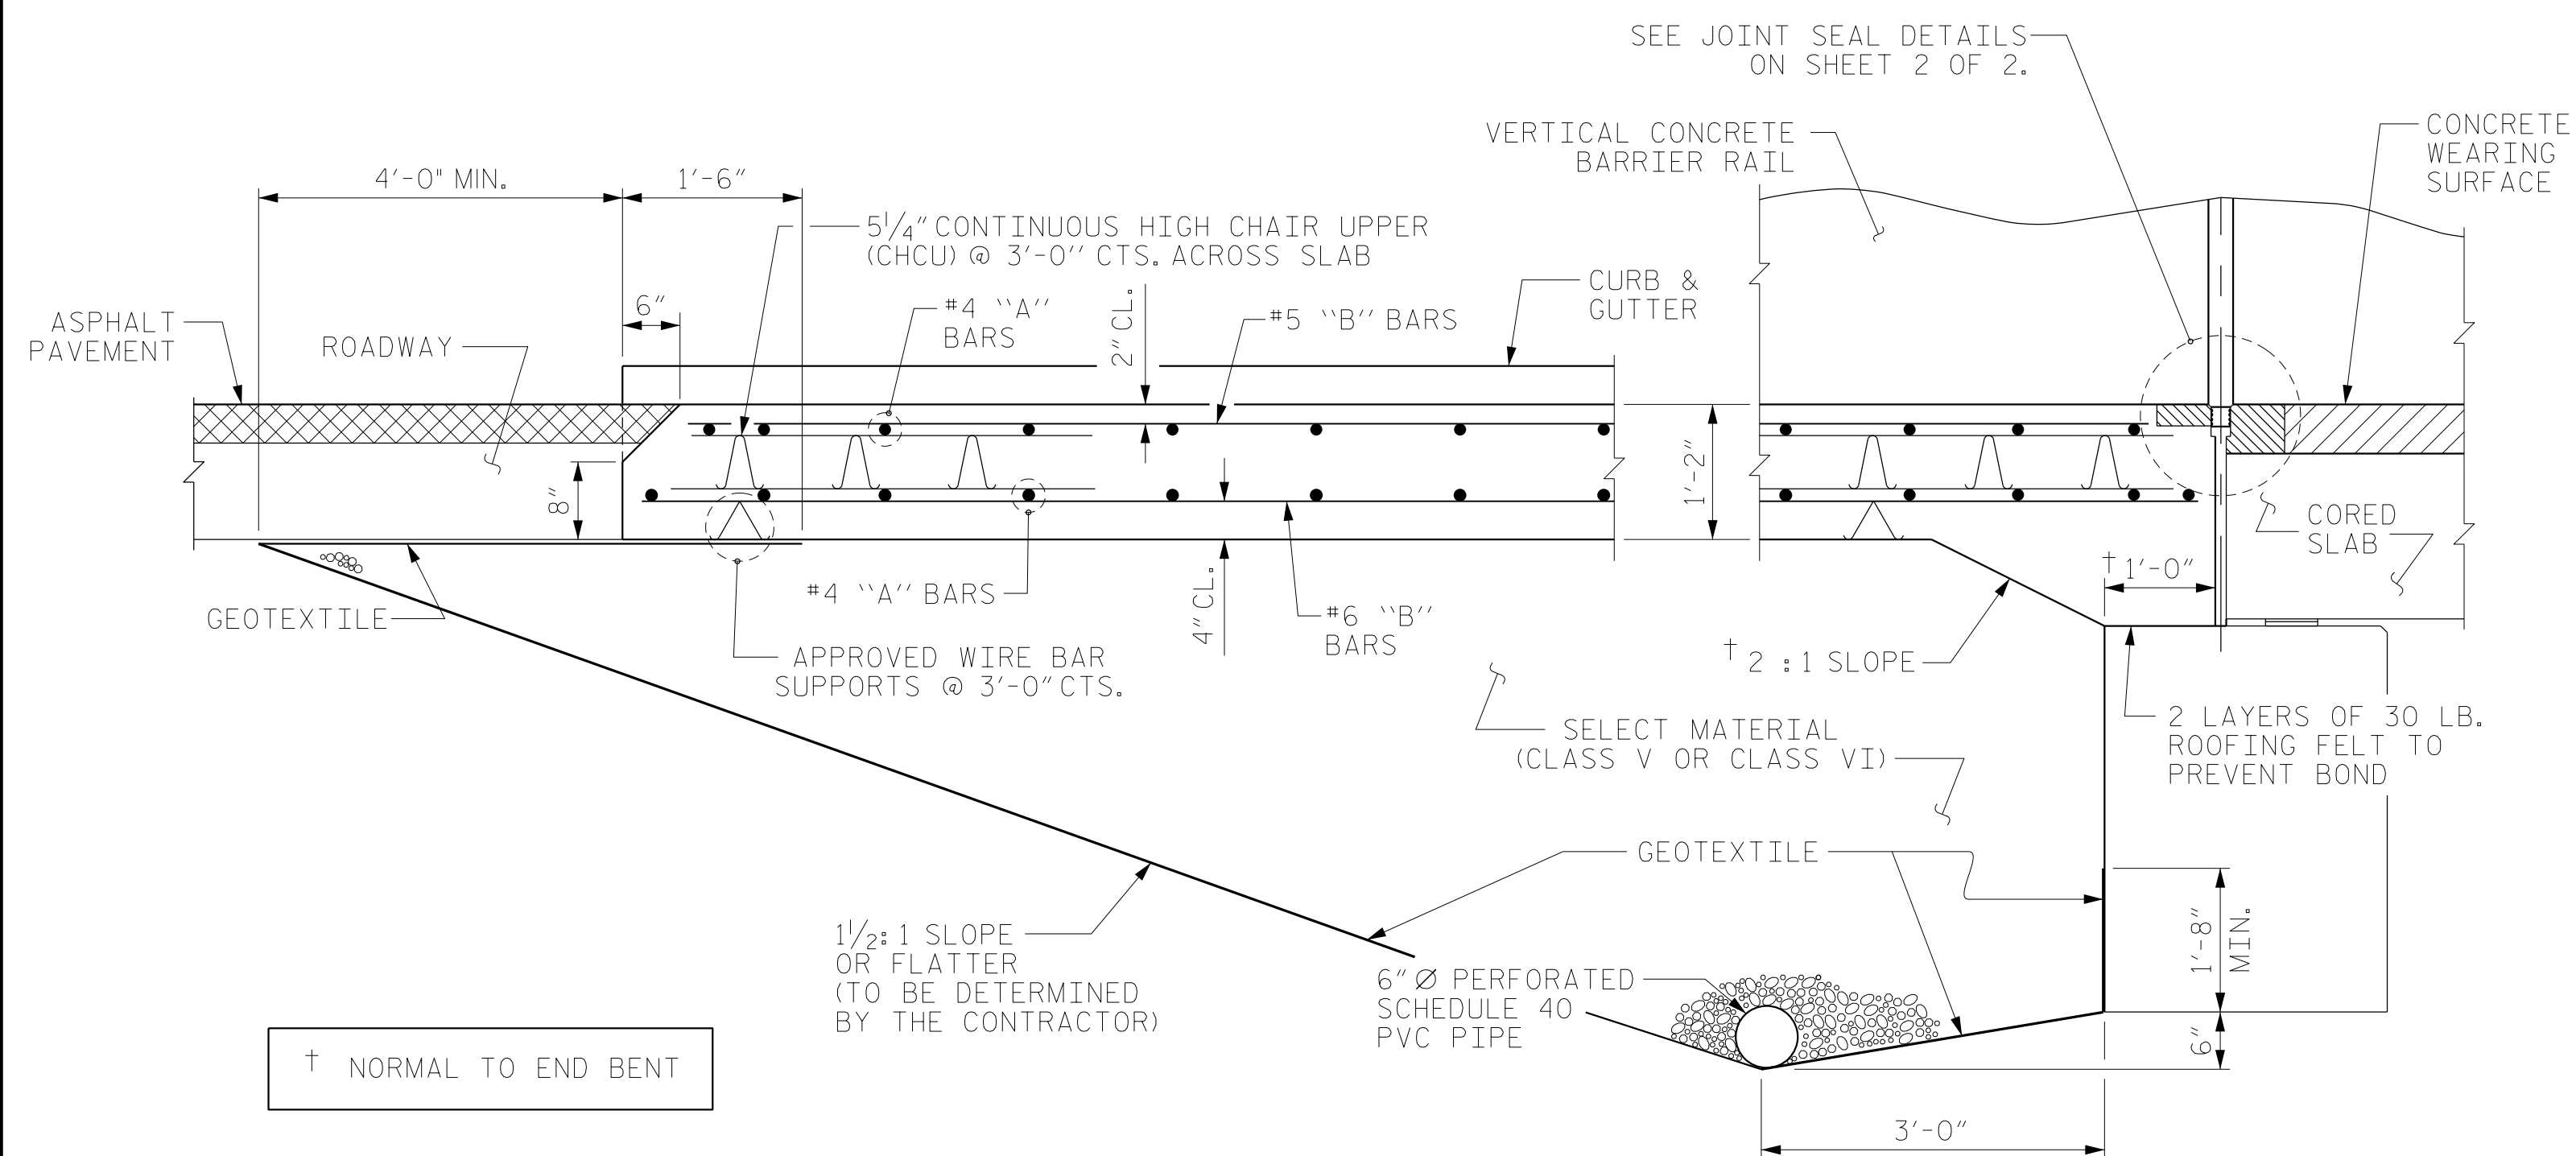 SEE JOINT SEAL DETAILS
ON SHEET 2 OF 2.
VERTICAL CONCRETE
BARRIER RAIL
CONCRETE
WEARING
SURFACE
4'-0" MIN.
1'-6"
5 1/4" CONTINUOUS HIGH CHAIR UPPER
(CHCU) @ 3'-0" CTS. ACROSS SLAB
CURB &
GUTTER
6"
#4 "A"
BARS
2" CL.
#5 "B" BARS
ASPHALT
PAVEMENT
ROADWAY
8"
1'-2"
CORED
SLAB
† 1'-0"
#4 "A" BARS
4" CL.
#6 "B"
BARS
GEOTEXTILE
APPROVED WIRE BAR
SUPPORTS @ 3'-0" CTS.
† 2 : 1 SLOPE
SELECT MATERIAL
(CLASS V OR CLASS VI)
2 LAYERS OF 30 LB.
ROOFING FELT TO
PREVENT BOND
GEOTEXTILE
1 1/2 : 1 SLOPE
OR FLATTER
(TO BE DETERMINED
BY THE CONTRACTOR)
6" Ø PERFORATED
SCHEDULE 40
PVC PIPE
1'-8"
MIN.
6"
† NORMAL TO END BENT
3'-0"